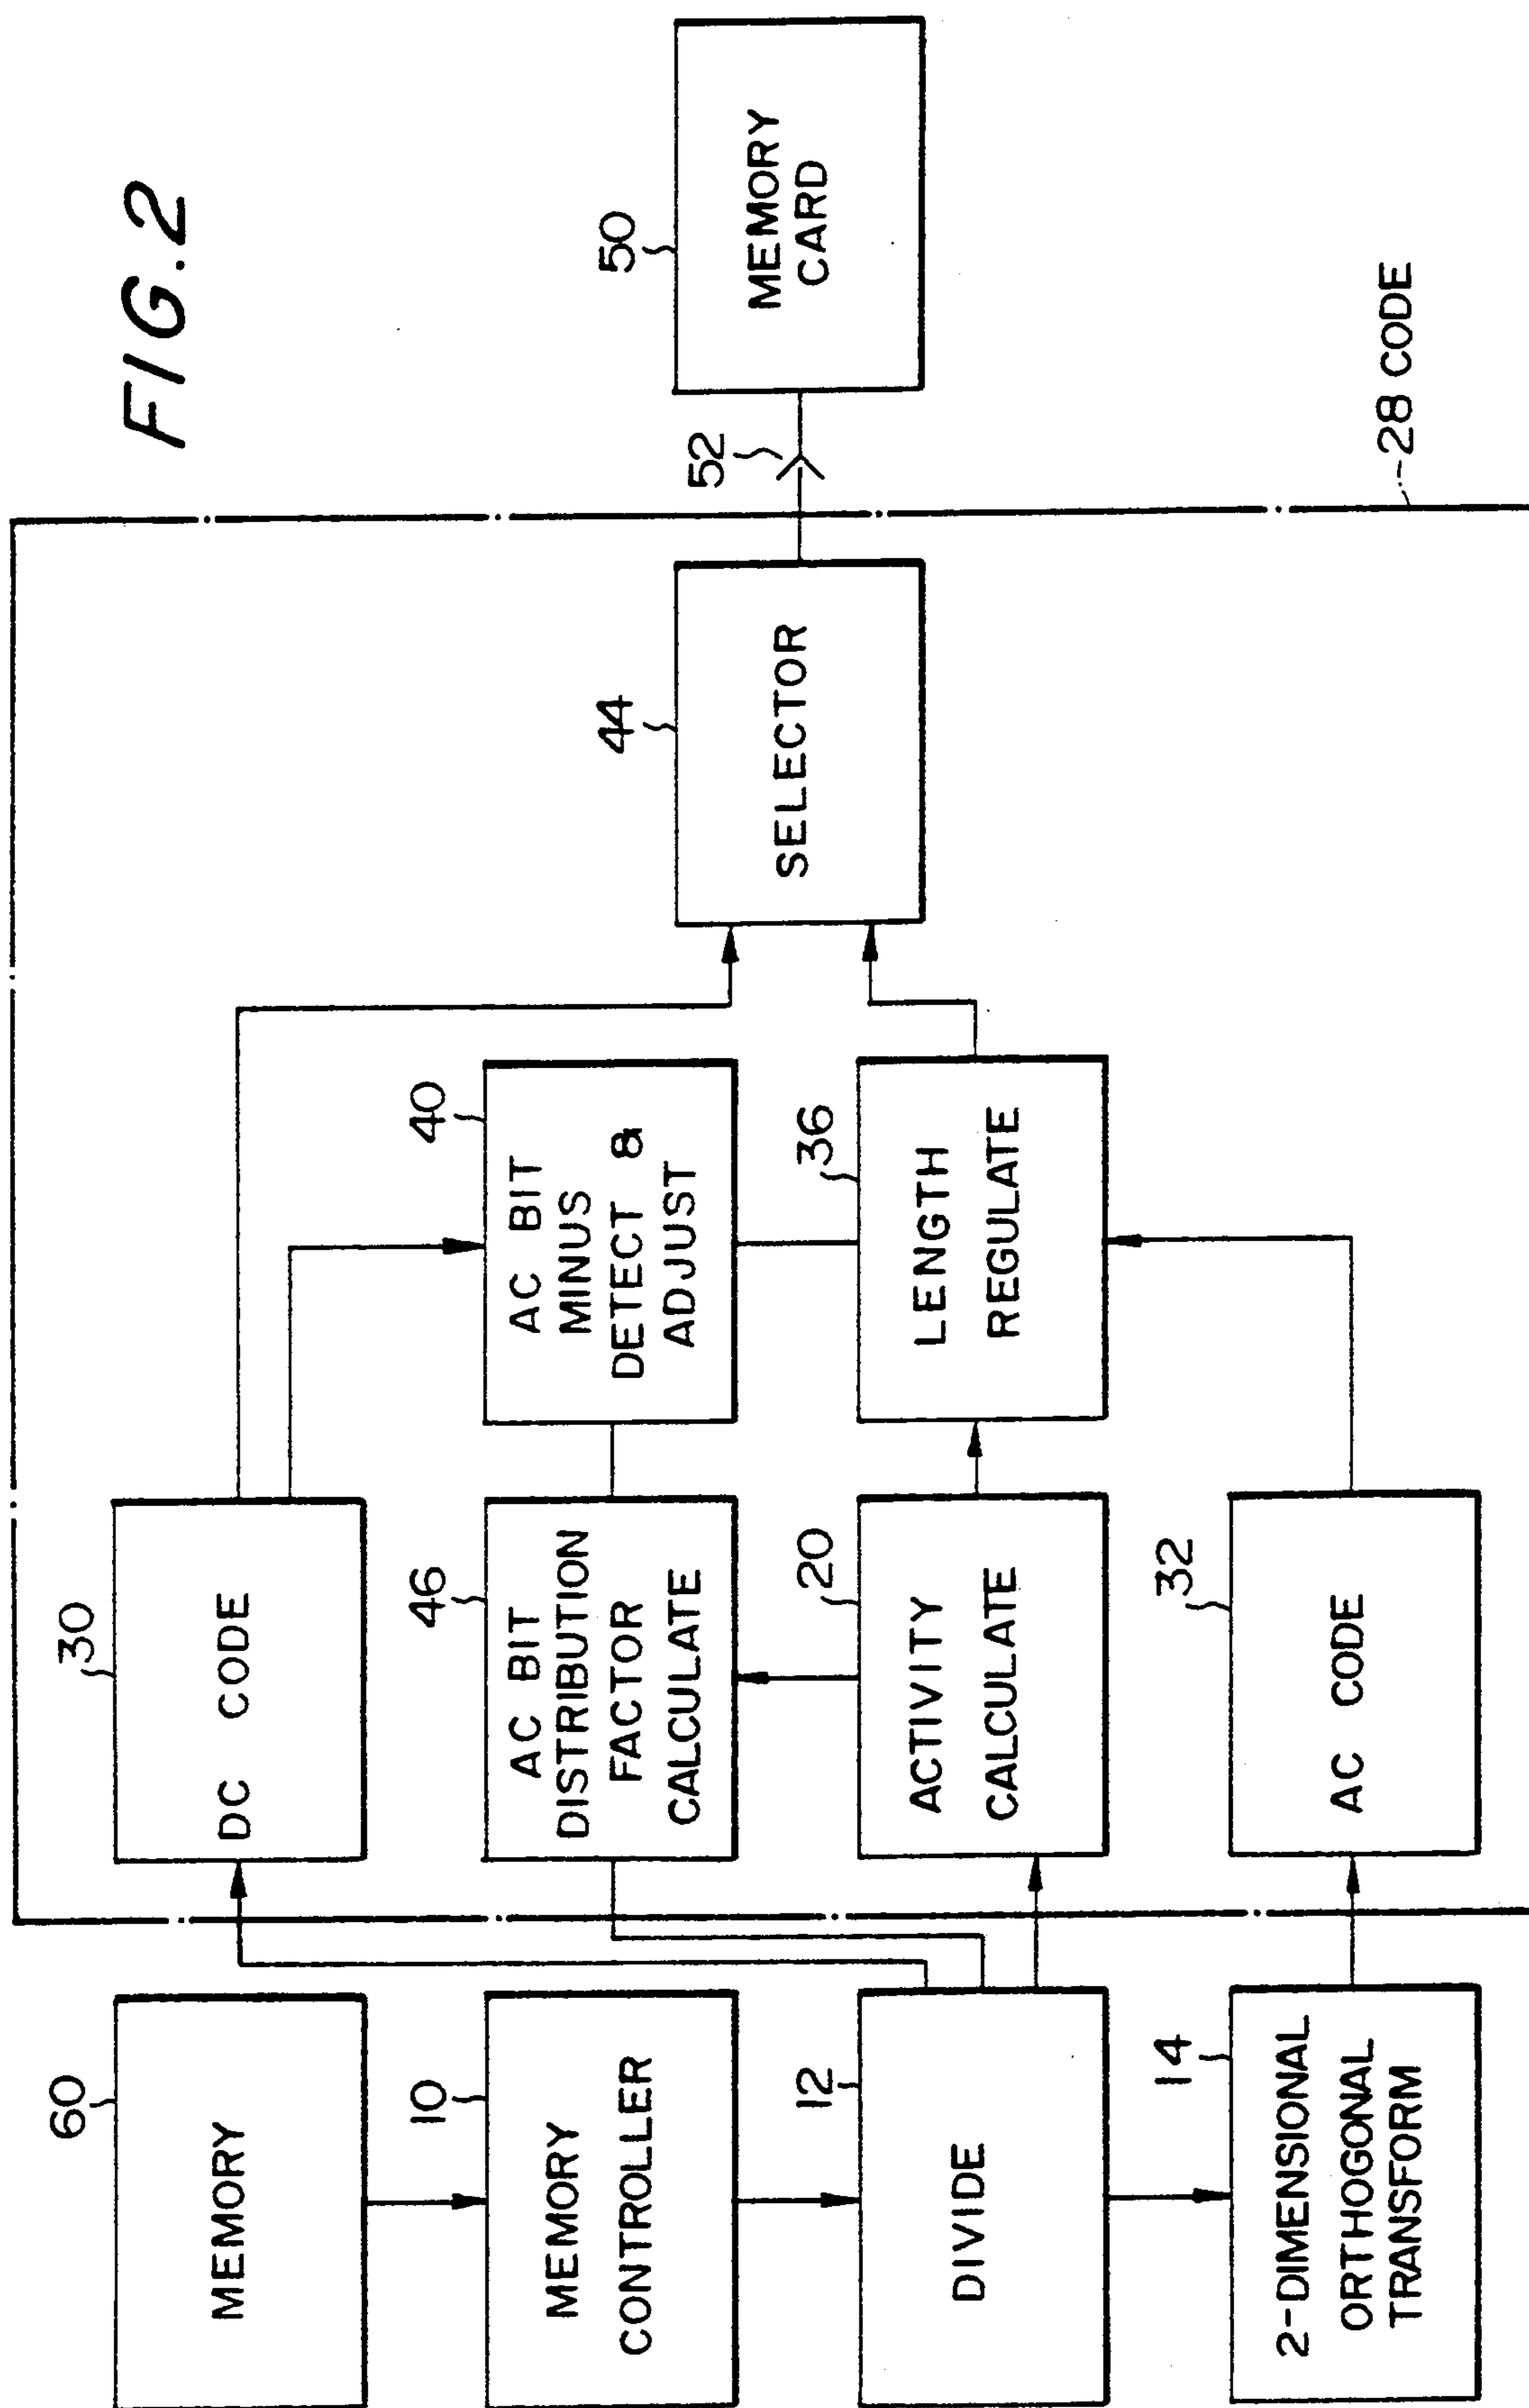 FIG.2
60
MEMORY
10
MEMORY
CONTROLLER
12
DIVIDE
14
2-DIMENSIONAL
ORTHOGONAL
TRANSFORM
30
DC CODE
46
AC BIT
DISTRIBUTION
FACTOR
CALCULATE
20
ACTIVITY
CALCULATE
32
AC CODE
40
AC BIT
MINUS
DETECT &
ADJUST
36
LENGTH
REGULATE
44
SELECTOR
52
50
MEMORY
CARD
28 CODE